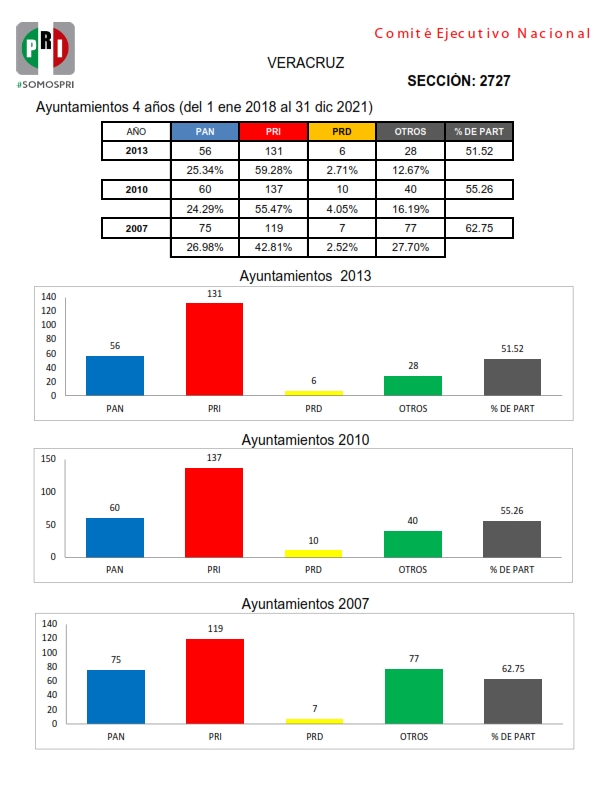 Comité Ejecutivo Nacional
PRI
#SOMOSPRI
VERACRUZ
SECCIÓN: 2727
Ayuntamientos 4 años (del 1 ene 2018 al 31 dic 2021)
AÑO PAN PRI PRD OTROS % DE PART
2013 56 131 6 28 51.52
25.34% 59.28% 2.71% 12.67%
2010 60 137 10 40 55.26
24.29% 55.47% 4.05% 16.19%
2007 75 119 7 77 62.75
26.98% 42.81% 2.52% 27.70%
Ayuntamientos 2013
140
120
100
80
60
40
20
0
56 131 6 28 51.52
PAN PRI PRD OTROS % DE PART
Ayuntamientos 2010
150
100
50
0
60 137 10 40 55.26
PAN PRI PRD OTROS % DE PART
Ayuntamientos 2007
140
120
100
80
60
40
20
0
75 119 7 77 62.75
PAN PRI PRD OTROS % DE PART